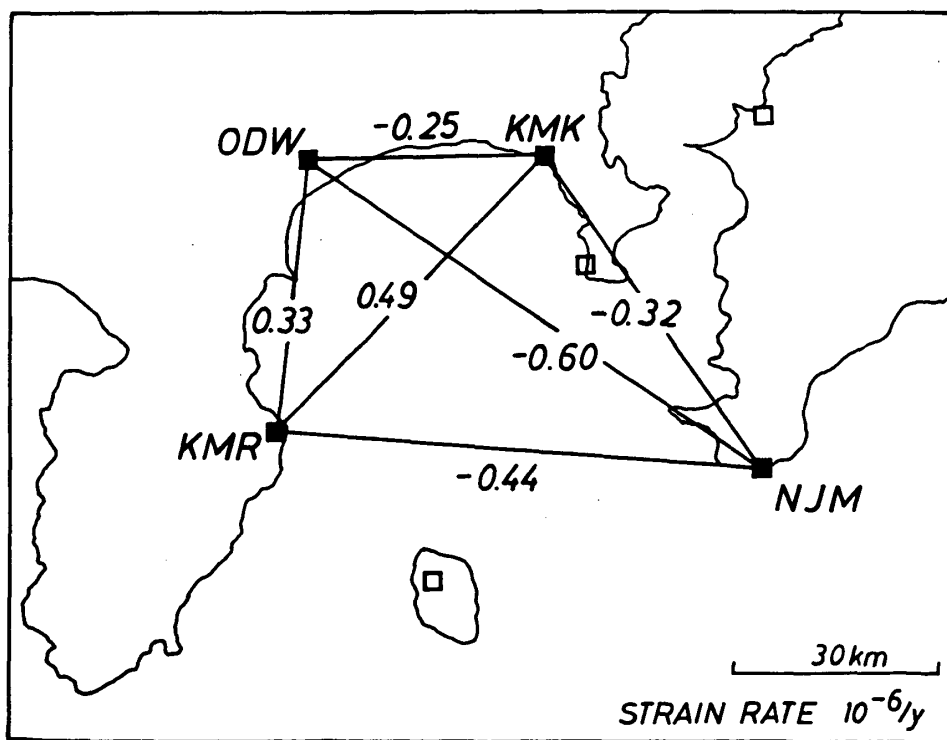 -0.25
KMK
ODW
0.33
0.49
-0.32
-0.60
KMR
-0.44
NJM
30km
STRAIN RATE 10⁻⁶/y